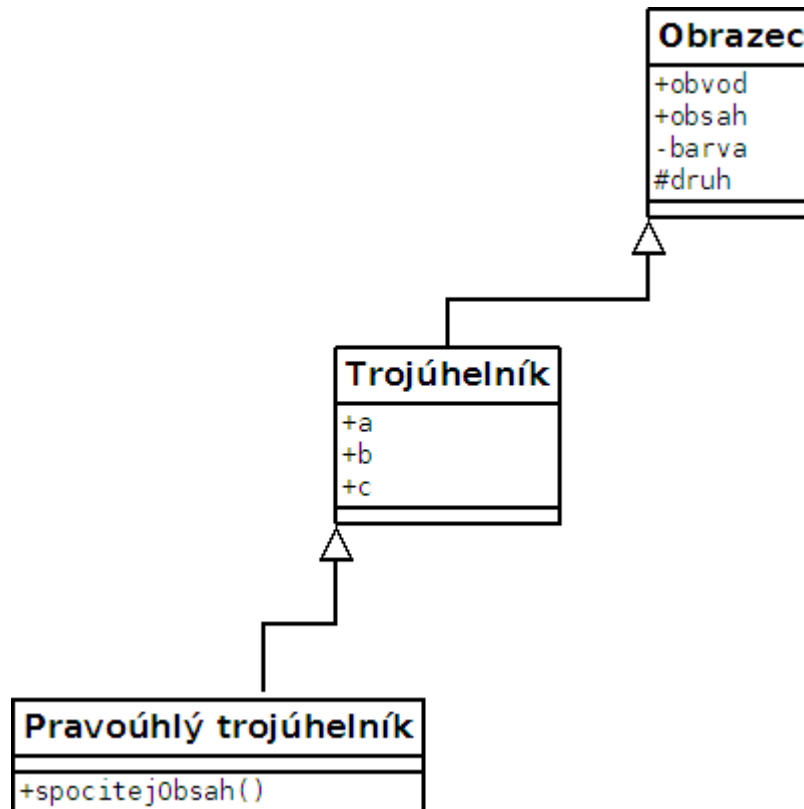 Obrazec
+obvod
+obsah
-barva
#druh
Trojúhelník
+a
+b
+c
Pravoúhlý trojúhelník
+spocitejObsah()